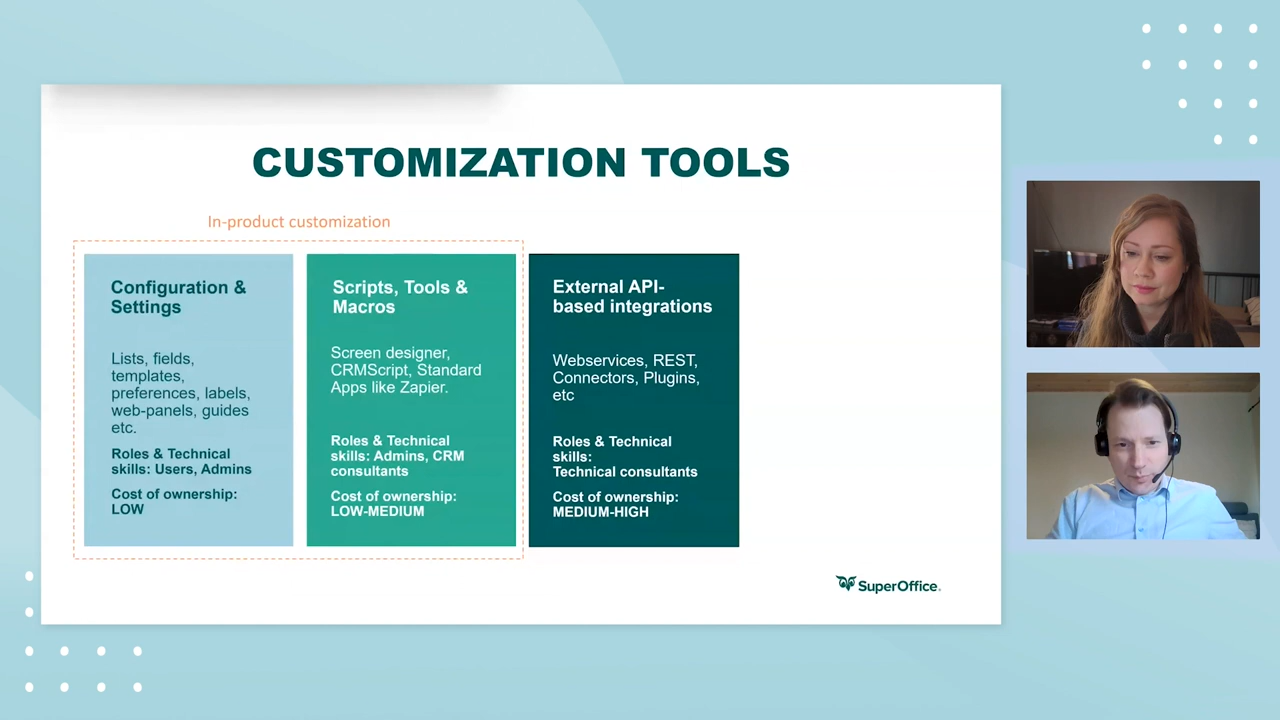 CUSTOMIZATION TOOLS
In-product customization
Configuration &
Settings
Lists, fields,
templates,
preferences, labels,
web-panels, guides
etc.
Roles & Technical
skills: Users, Admins
Cost of ownership:
LOW
Scripts, Tools &
Macros
Screen designer,
CRMScript, Standard
Apps like Zapier.
Roles & Technical
skills: Admins, CRM
consultants
Cost of ownership:
LOW-MEDIUM
External API-
based integrations
Webservices, REST,
Connectors, Plugins,
etc
Roles & Technical
skills:
Technical consultants
Cost of ownership:
MEDIUM-HIGH
SuperOffice.